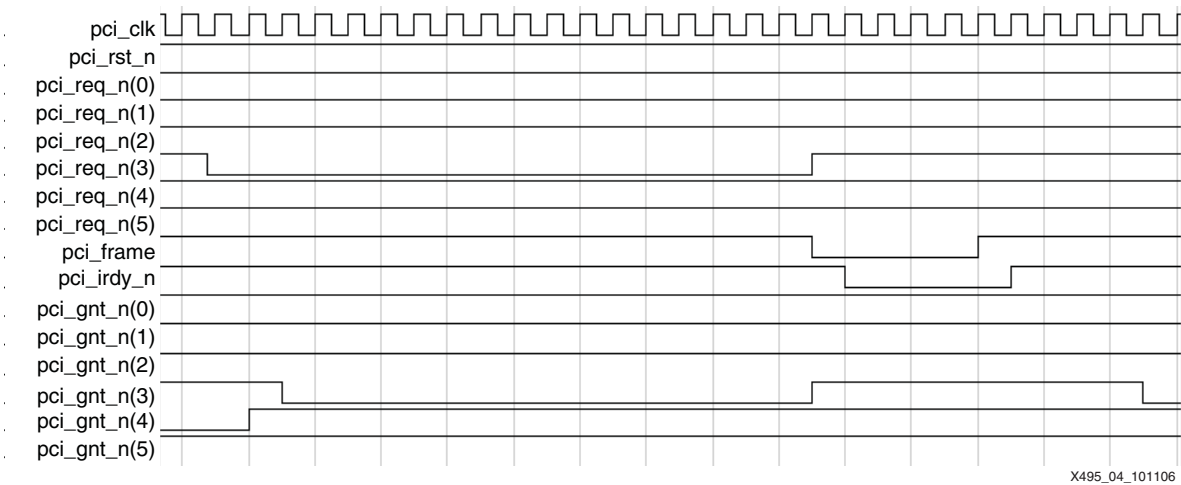 pci_clk
pci_rst_n
pci_req_n(0)
pci_req_n(1)
pci_req_n(2)
pci_req_n(3)
pci_req_n(4)
pci_req_n(5)
pci_frame
pci_irdy_n
pci_gnt_n(0)
pci_gnt_n(1)
pci_gnt_n(2)
pci_gnt_n(3)
pci_gnt_n(4)
pci_gnt_n(5)
X495_04_101106